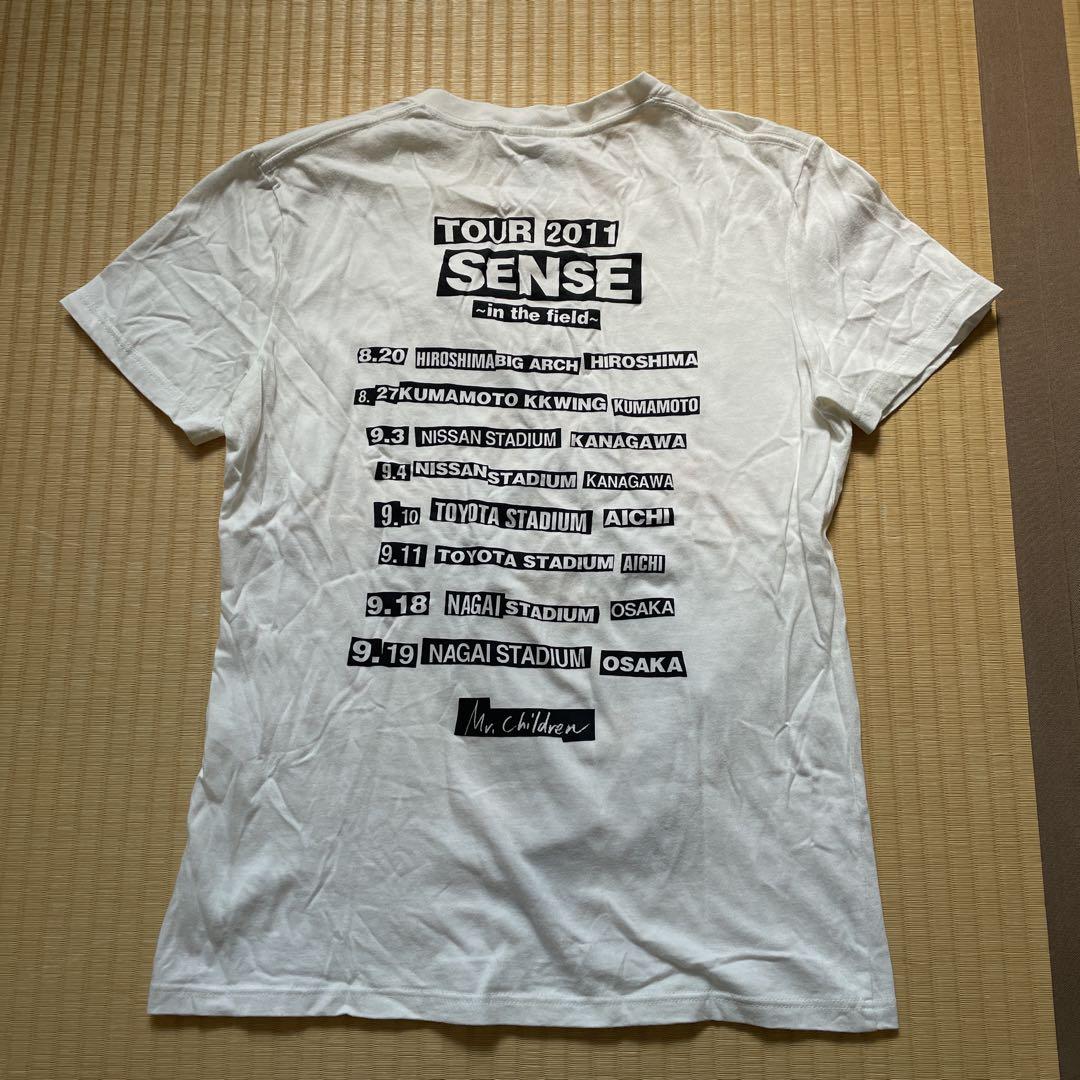 TOUR 2011
SENSE
~in the field~
8.20 HIROSHIMA BIG ARCH HIROSHIMA
8.27 KUMAMOTO KKWING KUMAMOTO
9.3 NISSAN STADIUM KANAGAWA
9.4 NISSAN STADIUM KANAGAWA
9.10 TOYOTA STADIUM AICHI
9.11 TOYOTA STADIUM AICHI
9.18 NAGAI STADIUM OSAKA
9.19 NAGAI STADIUM OSAKA
Mr. Children